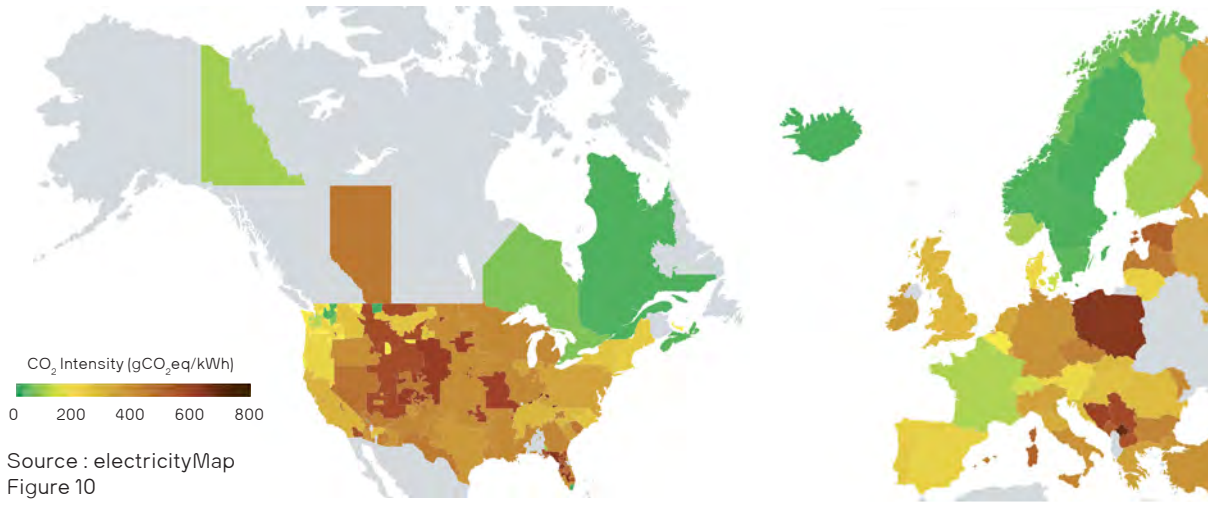 CO₂ Intensity (gCO₂eq/kWh)
0 200 400 600 800
Source : electricityMap
Figure 10